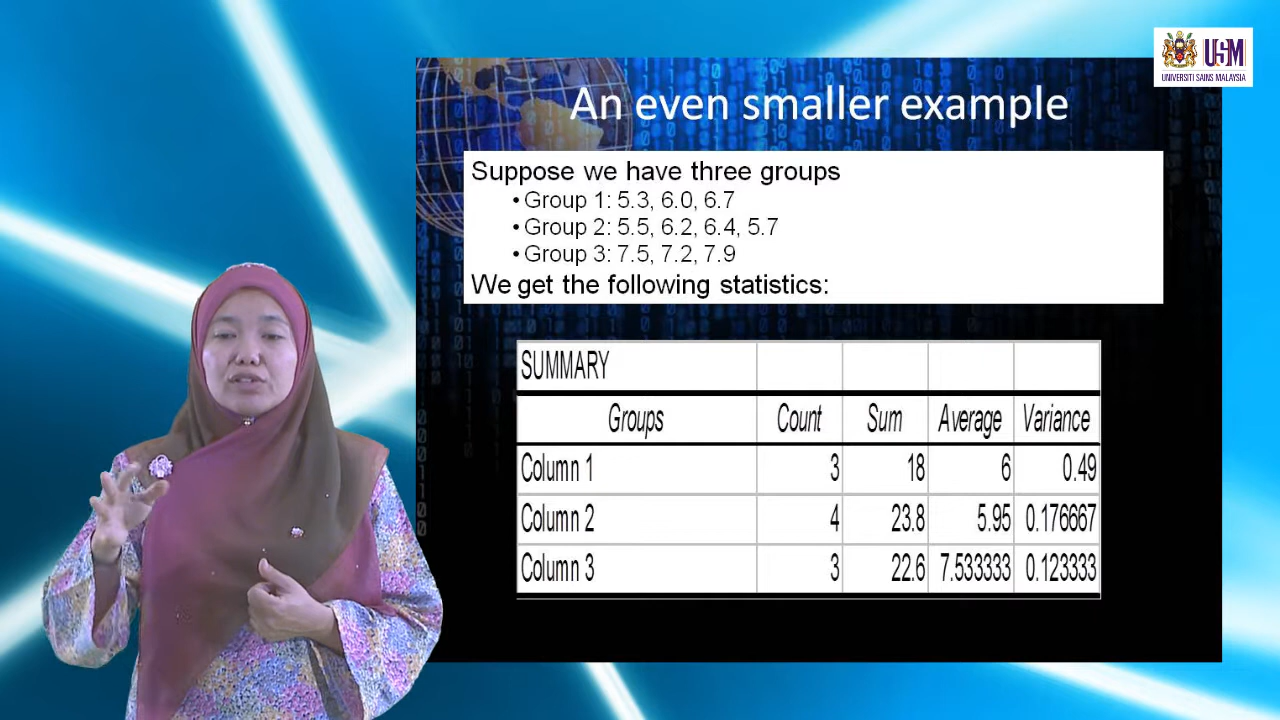 USM
UNIVERSITI SAINS MALAYSIA
An even smaller example
Suppose we have three groups
• Group 1: 5.3, 6.0, 6.7
• Group 2: 5.5, 6.2, 6.4, 5.7
• Group 3: 7.5, 7.2, 7.9
We get the following statistics:
SUMMARY
Groups Count Sum Average Variance
Column 1 3 18 6 0.49
Column 2 4 23.8 5.95 0.176667
Column 3 3 22.6 7.533333 0.123333